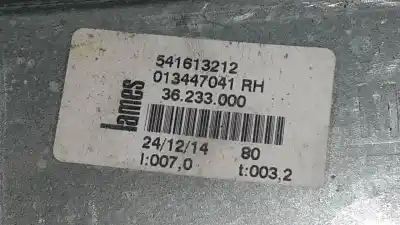 541613212
013447041 RH
36.233.000
lames
24/12/14 80
I:007,0 t:003,2